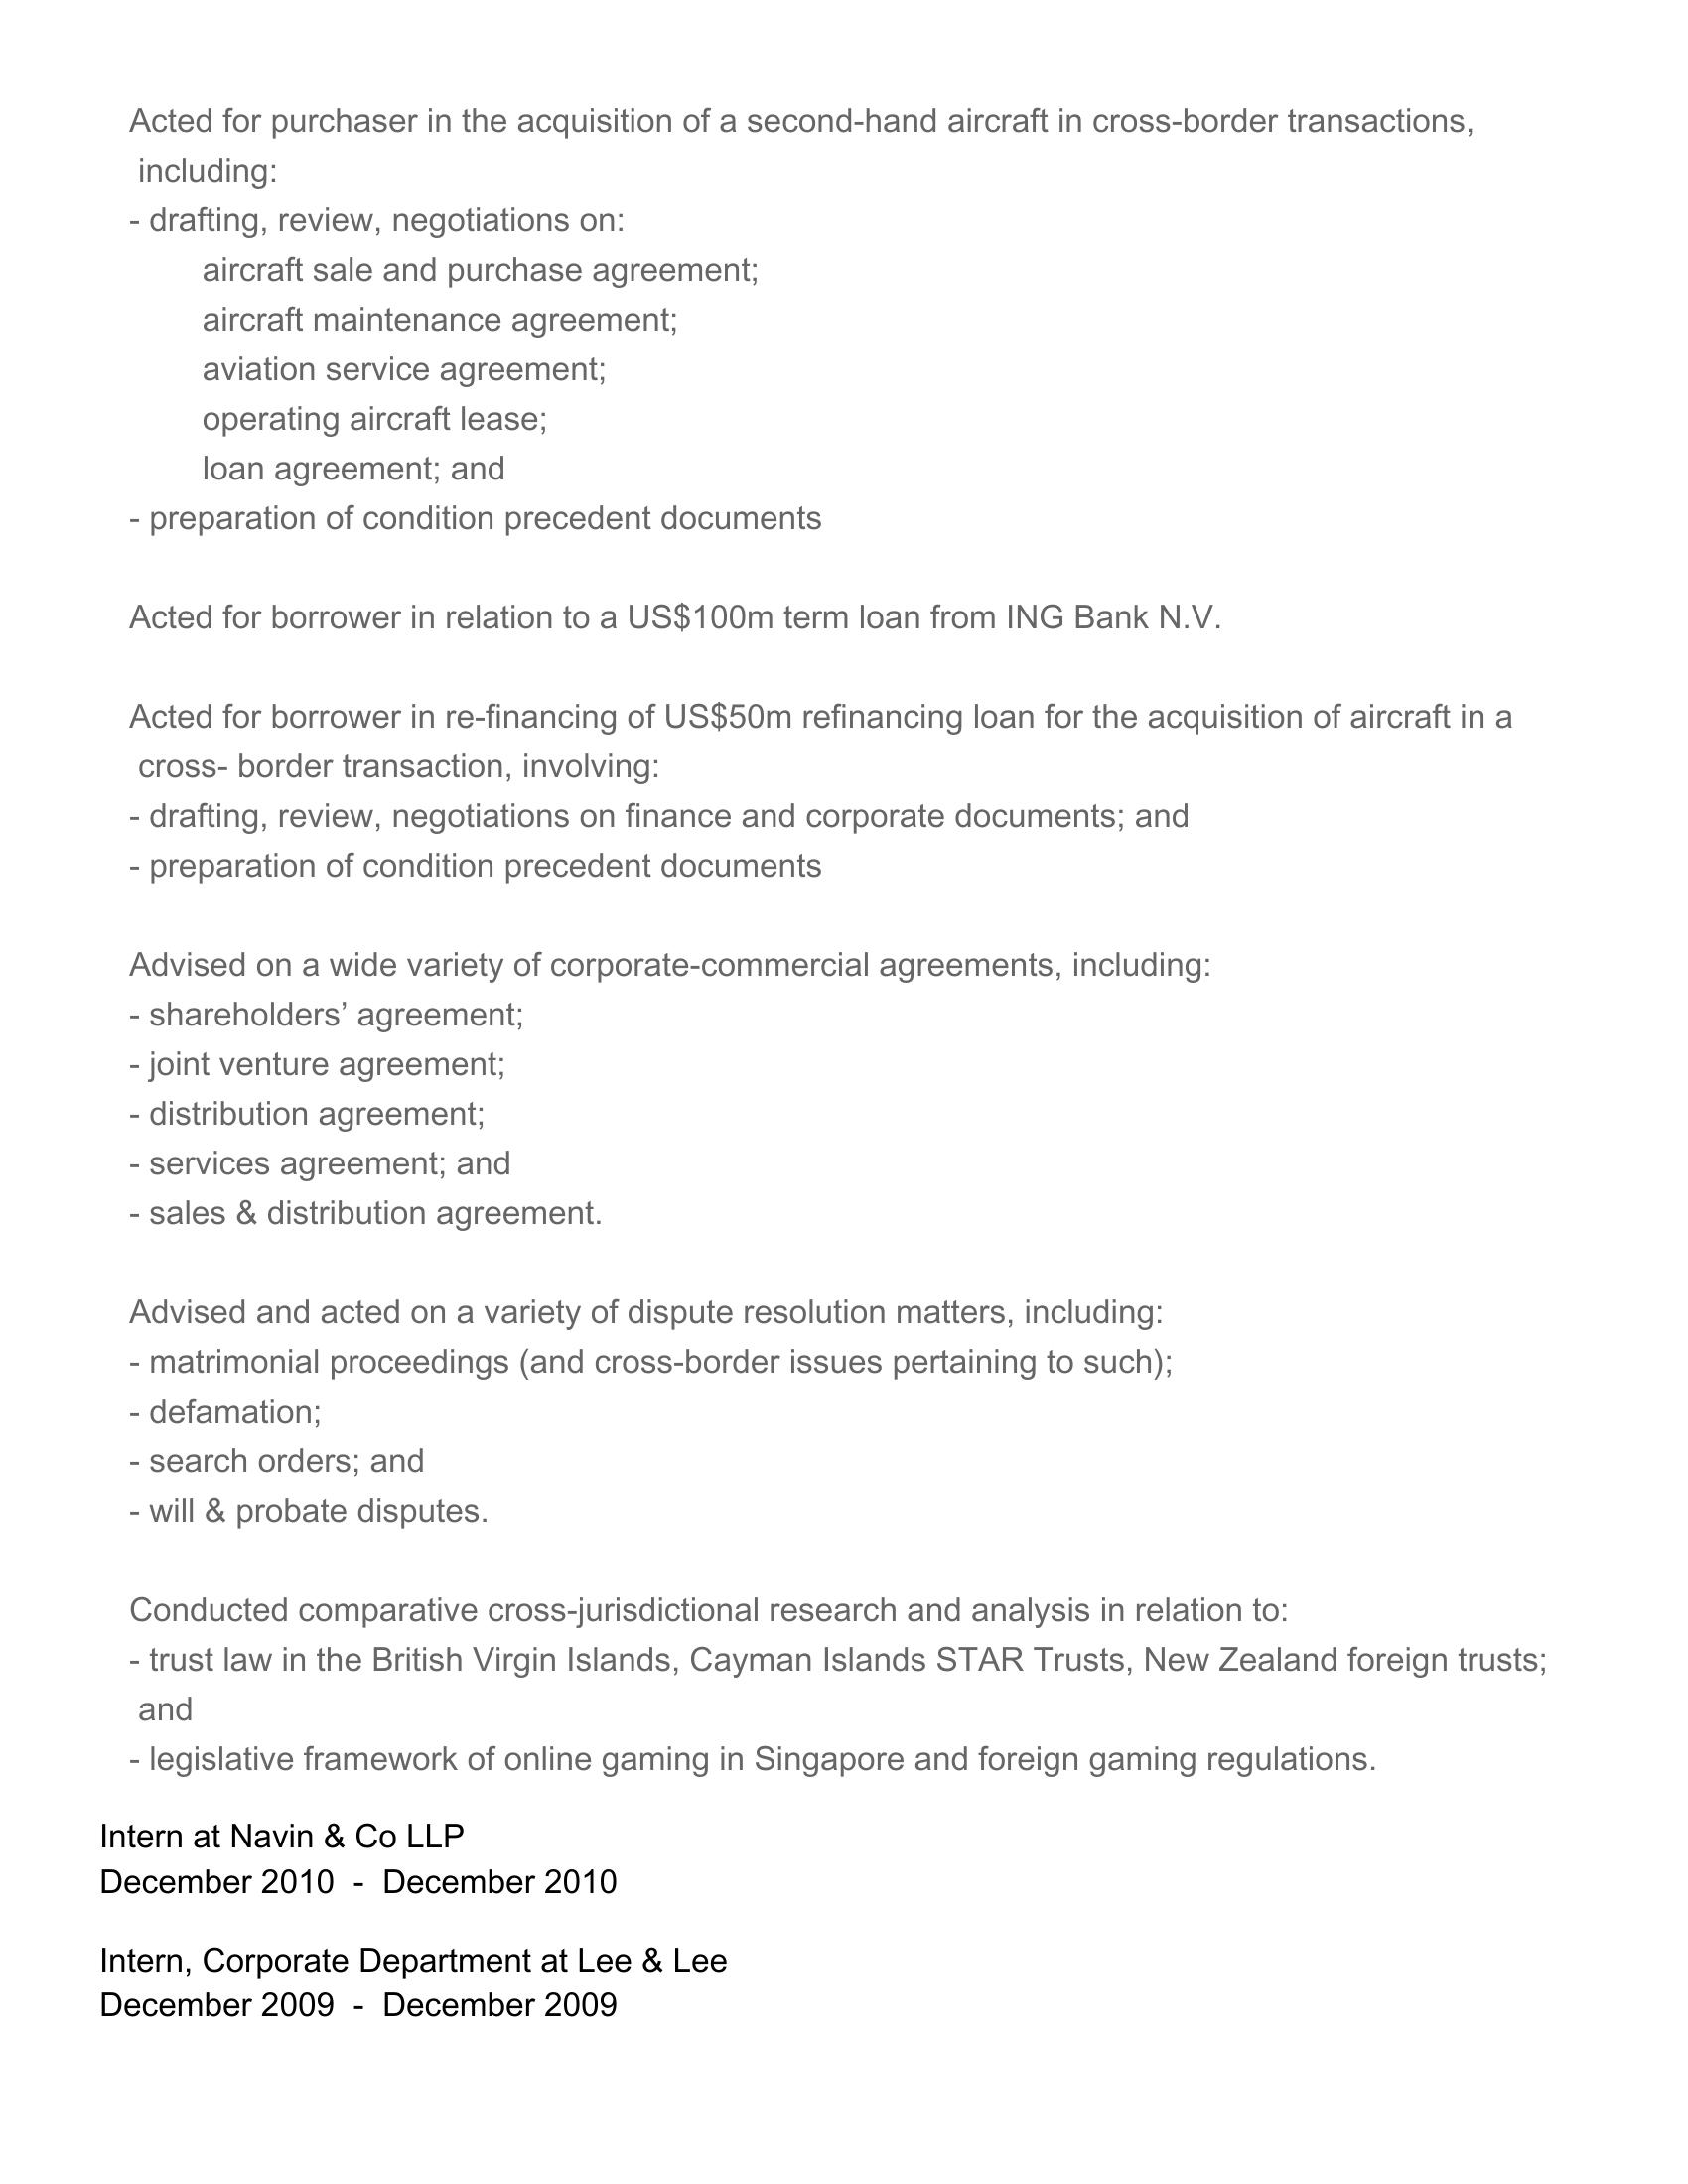 Acted for purchaser in the acquisition of a second-hand aircraft in cross-border transactions,
including:
- drafting, review, negotiations on:
aircraft sale and purchase agreement;
aircraft maintenance agreement;
aviation service agreement;
operating aircraft lease;
loan agreement; and
- preparation of condition precedent documents
Acted for borrower in relation to a US$100m term loan from ING Bank N.V.
Acted for borrower in re-financing of US$50m refinancing loan for the acquisition of aircraft in a
cross- border transaction, involving:
- drafting, review, negotiations on finance and corporate documents; and
- preparation of condition precedent documents
Advised on a wide variety of corporate-commercial agreements, including:
- shareholders’ agreement;
- joint venture agreement;
- distribution agreement;
- services agreement; and
- sales & distribution agreement.
Advised and acted on a variety of dispute resolution matters, including:
- matrimonial proceedings (and cross-border issues pertaining to such);
- defamation;
- search orders; and
- will & probate disputes.
Conducted comparative cross-jurisdictional research and analysis in relation to:
- trust law in the British Virgin Islands, Cayman Islands STAR Trusts, New Zealand foreign trusts;
and
- legislative framework of online gaming in Singapore and foreign gaming regulations.
Intern at Navin & Co LLP
December 2010 - December 2010
Intern, Corporate Department at Lee & Lee
December 2009 - December 2009